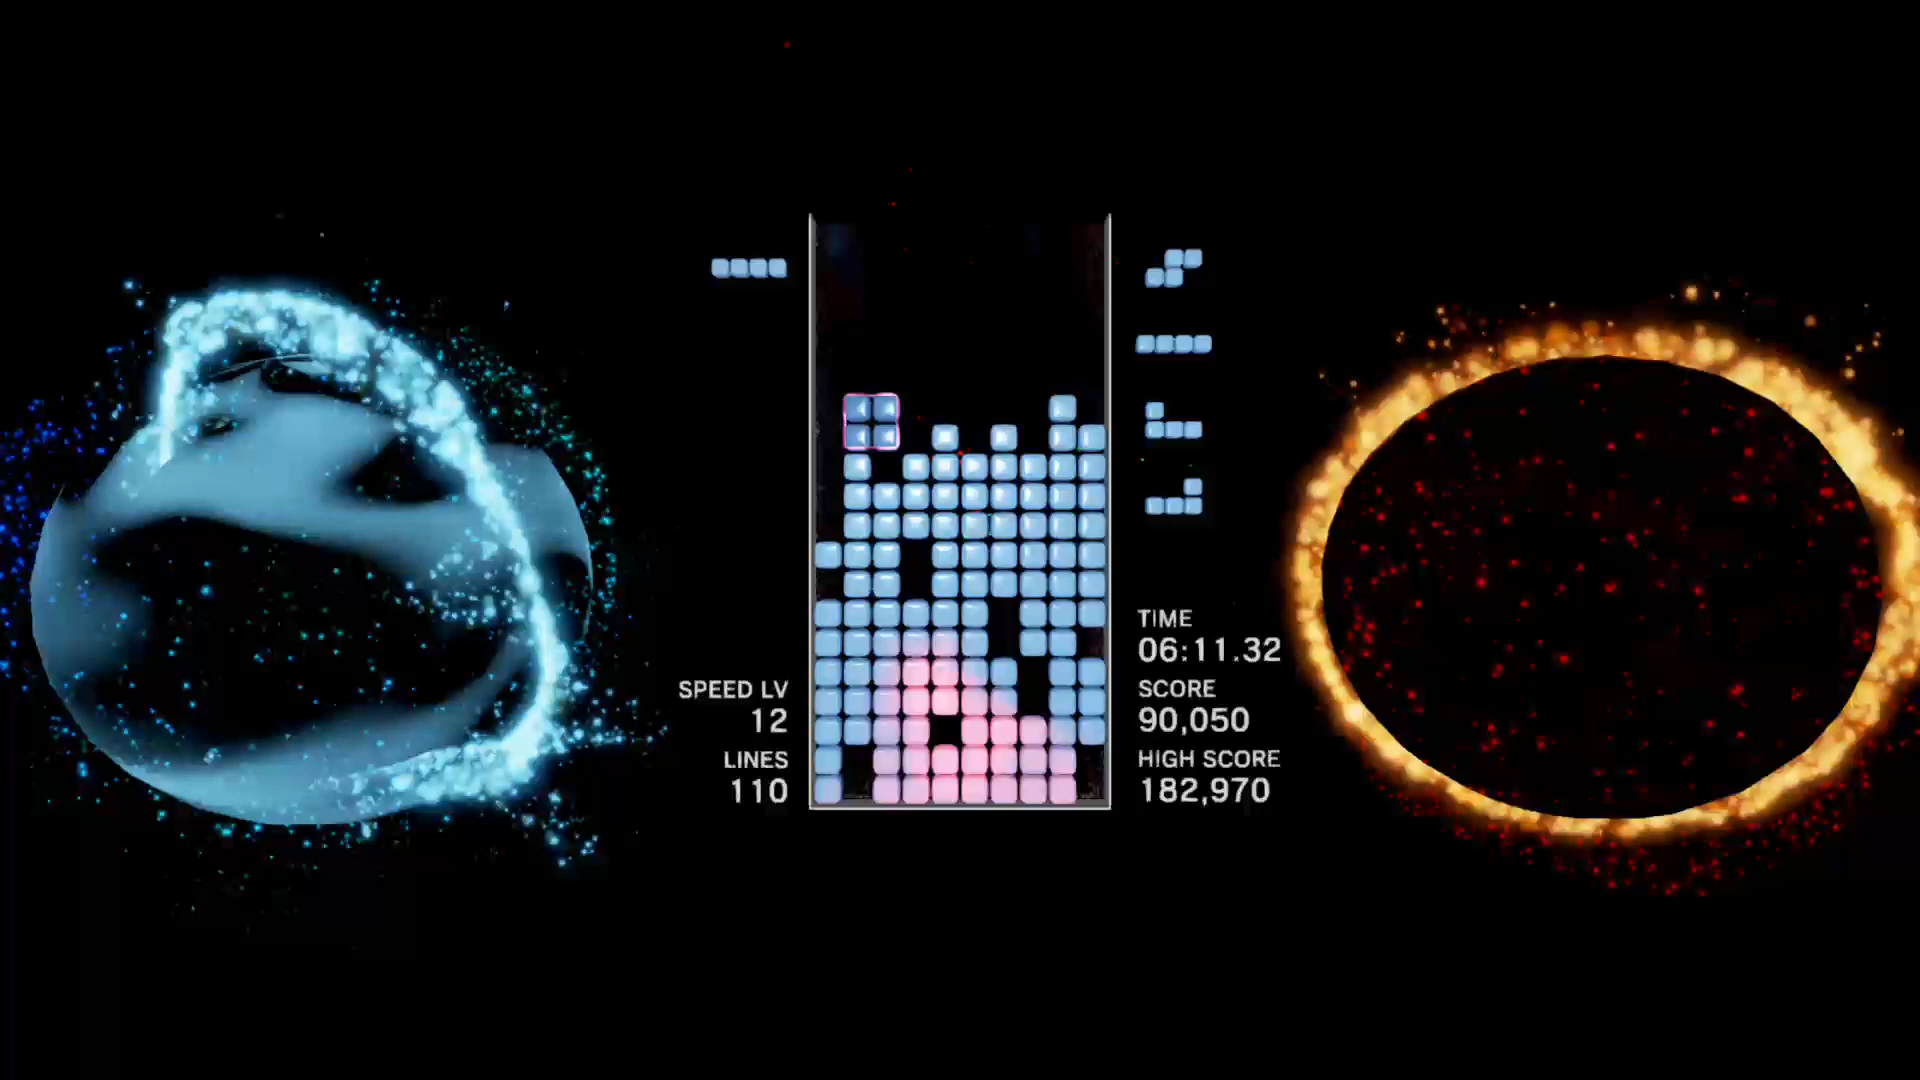 SPEED LV
12
LINES
110
TIME
06:11.32
SCORE
90,050
HIGH SCORE
182,970